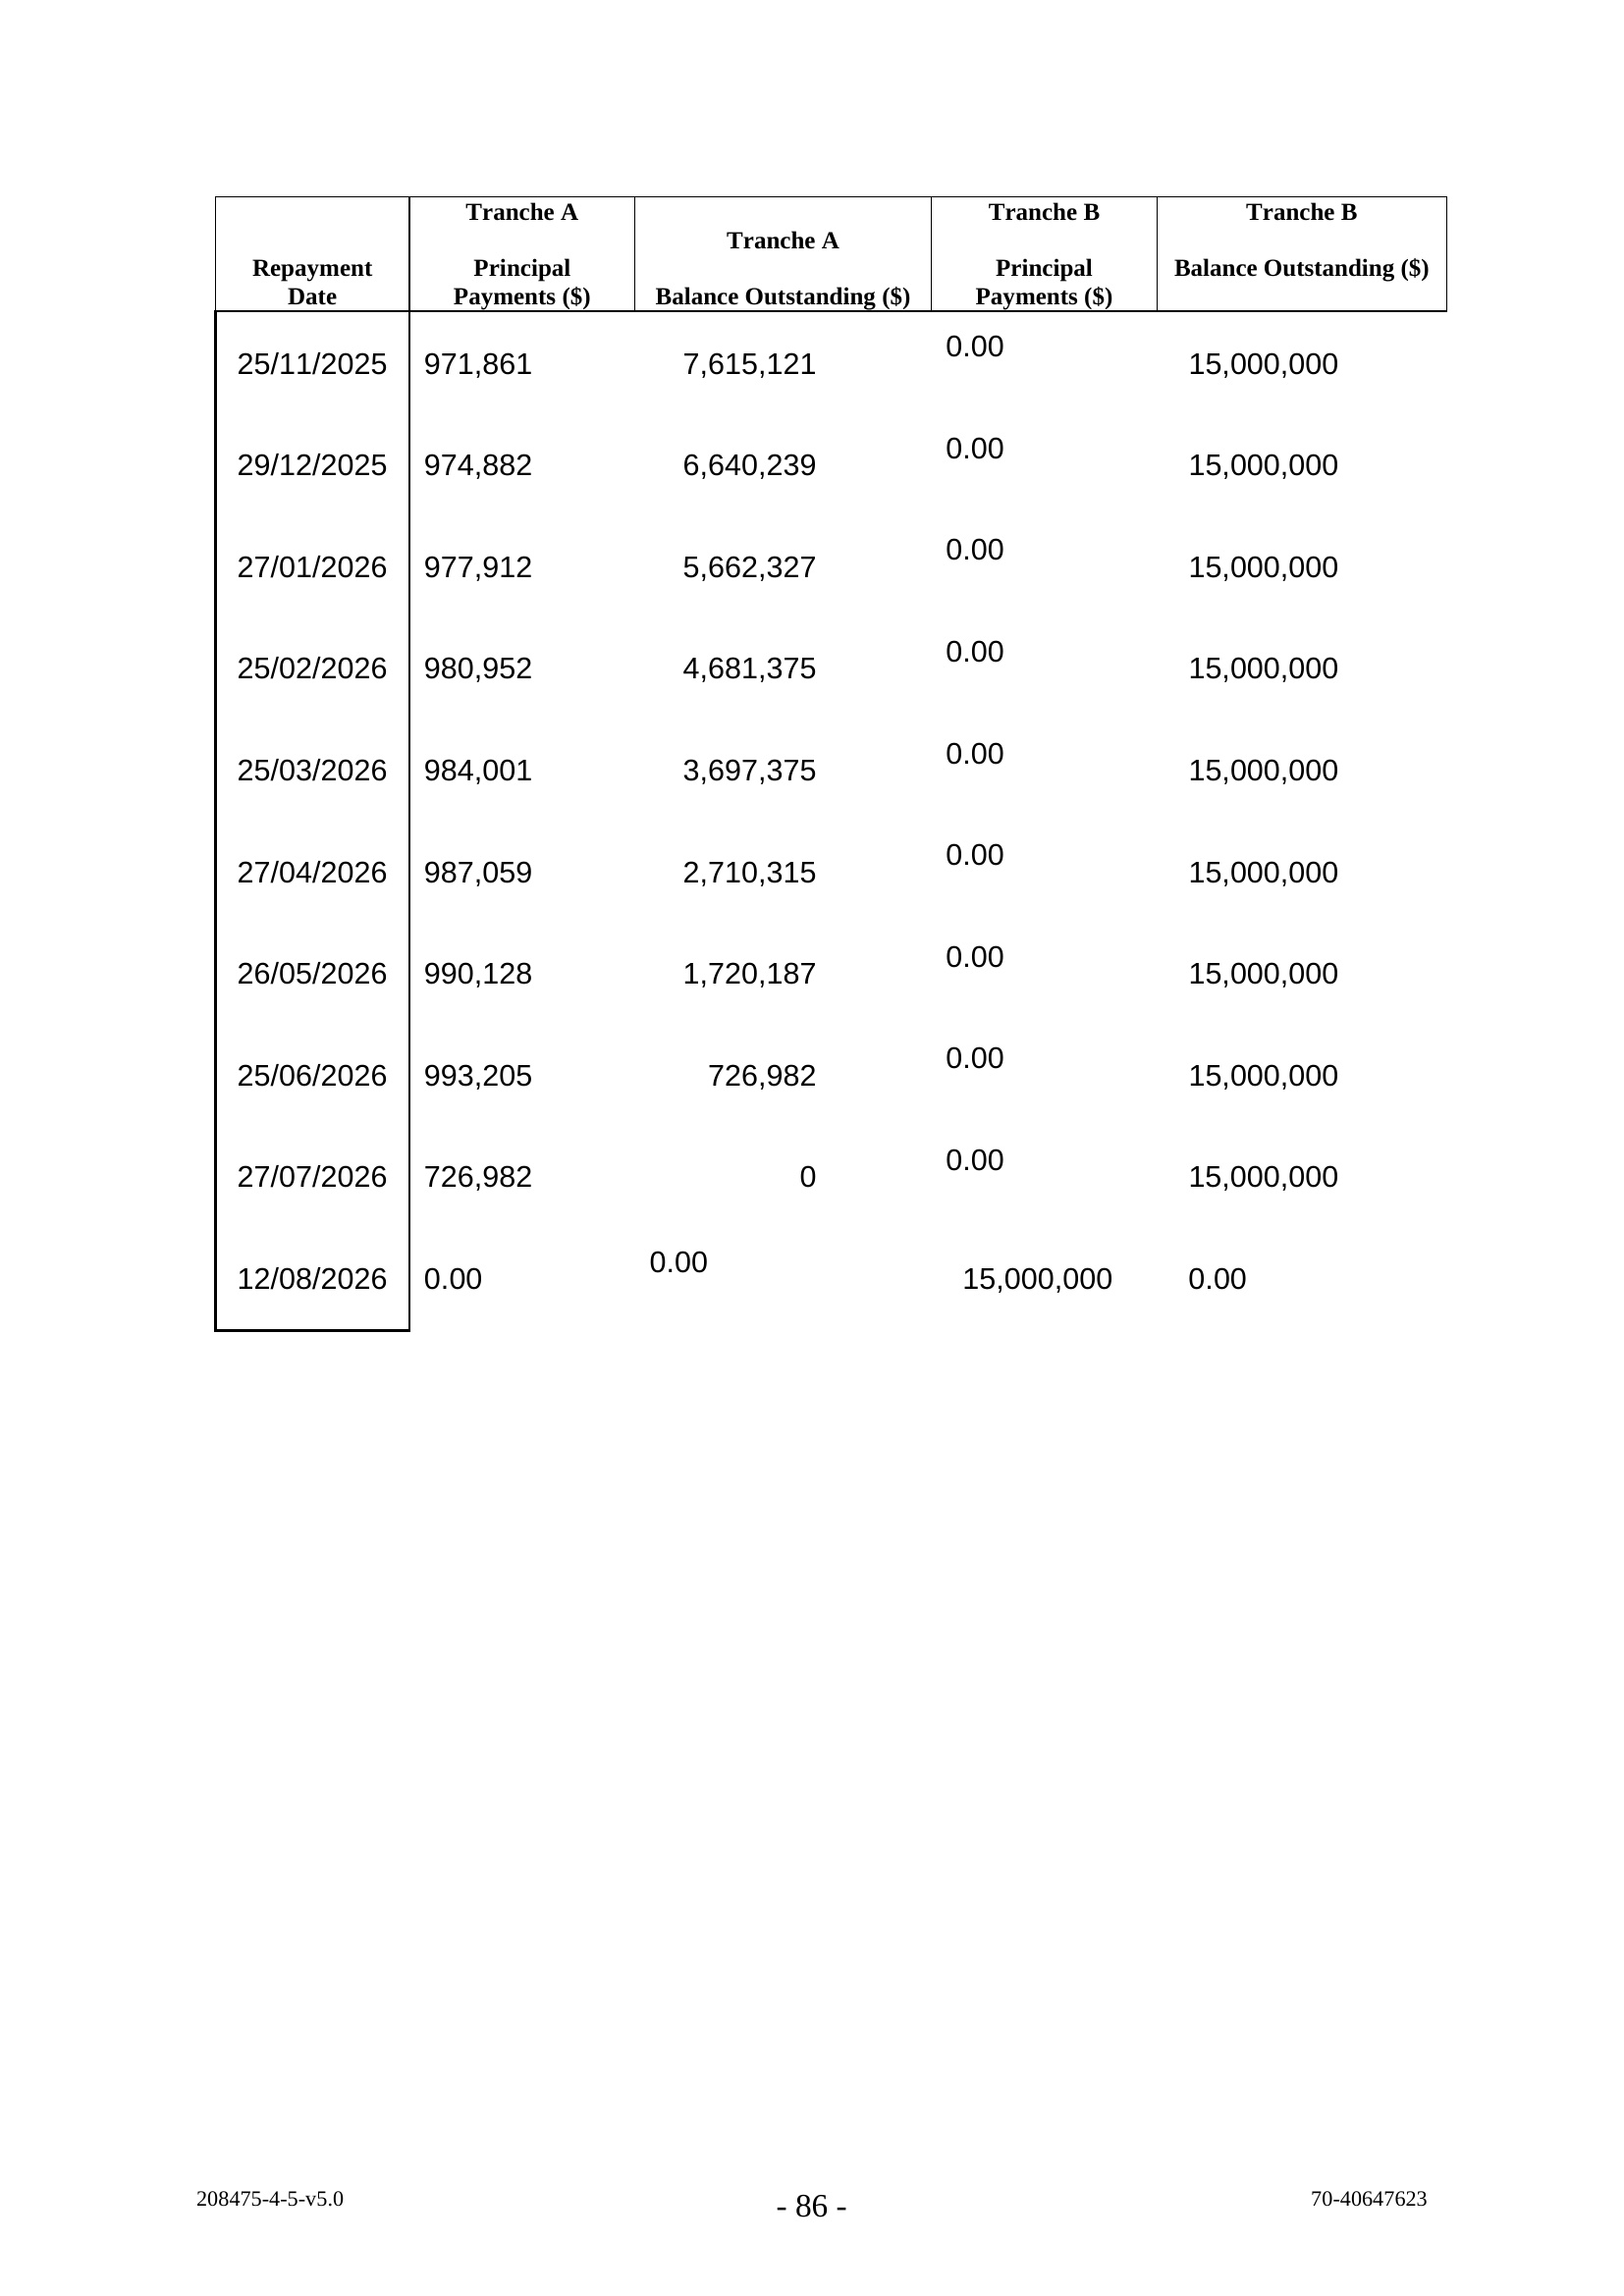 Repayment Date
Tranche A Principal Payments ($)
Tranche A Balance Outstanding ($)
Tranche B Principal Payments ($)
Tranche B Balance Outstanding ($)
25/11/2025 971,861 7,615,121 0.00 15,000,000
29/12/2025 974,882 6,640,239 0.00 15,000,000
27/01/2026 977,912 5,662,327 0.00 15,000,000
25/02/2026 980,952 4,681,375 0.00 15,000,000
25/03/2026 984,001 3,697,375 0.00 15,000,000
27/04/2026 987,059 2,710,315 0.00 15,000,000
26/05/2026 990,128 1,720,187 0.00 15,000,000
25/06/2026 993,205 726,982 0.00 15,000,000
27/07/2026 726,982 0 0.00 15,000,000
12/08/2026 0.00 0.00 15,000,000 0.00
208475-4-5-v5.0 - 86 - 70-40647623